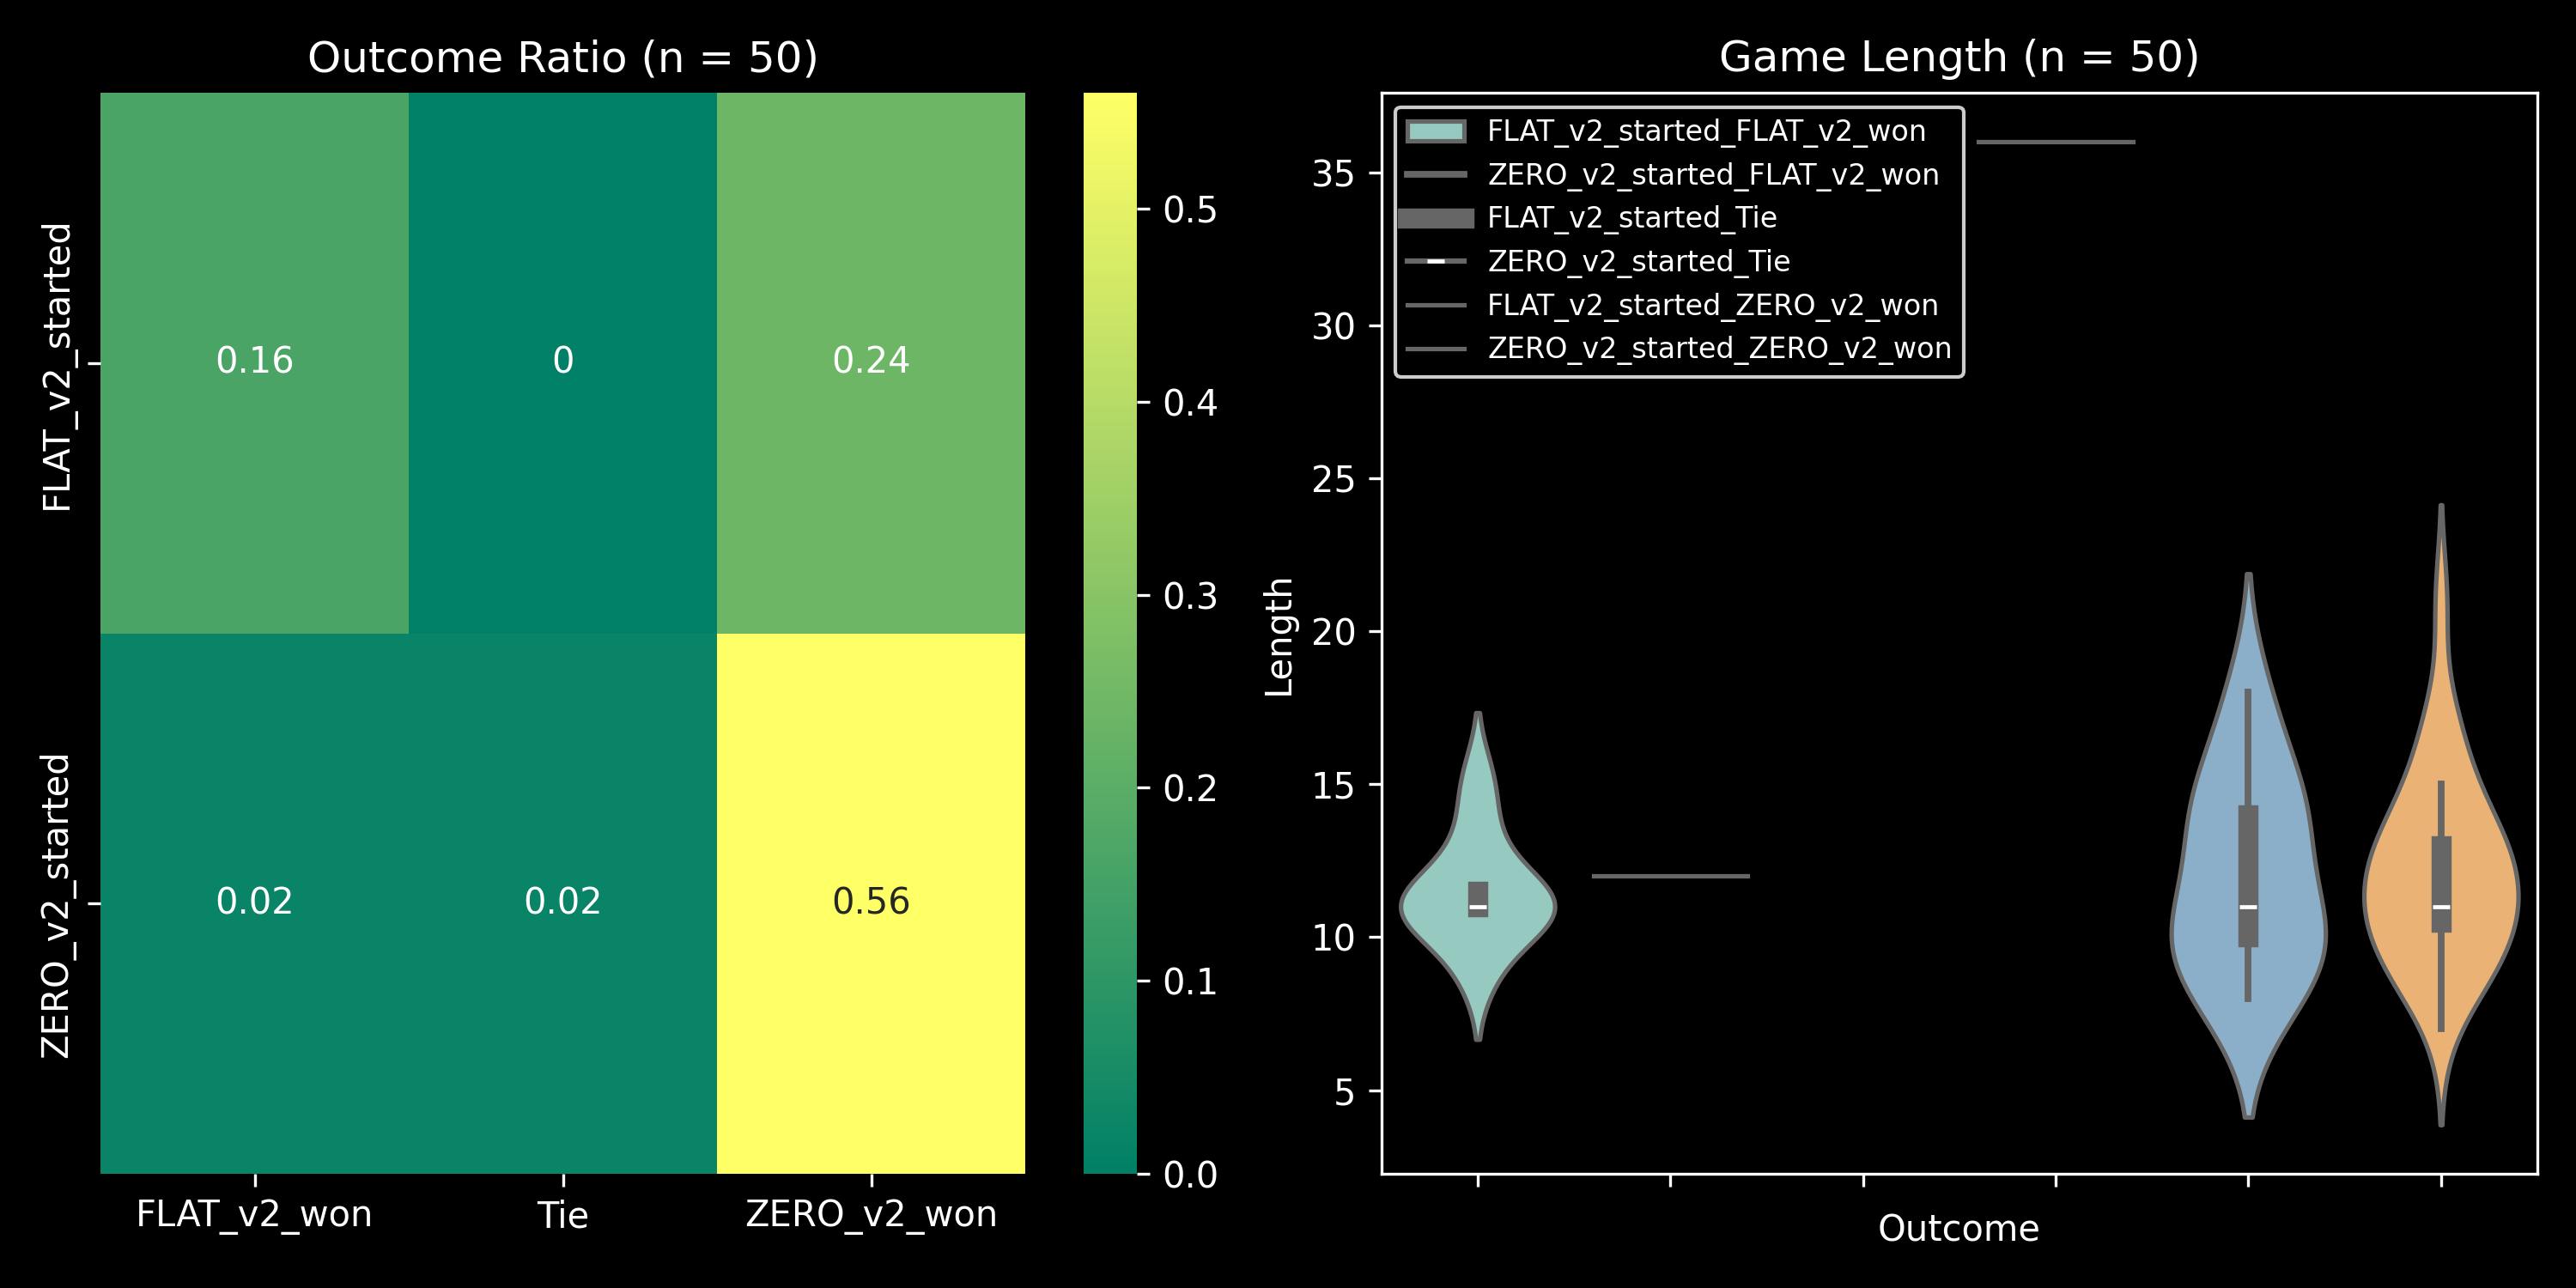 Outcome Ratio (n = 50)
FLAT_v2_started
0.16
0
0.24
ZERO_v2_started
0.02
0.02
0.56
FLAT_v2_won
Tie
ZERO_v2_won
0.5
0.4
0.3
0.2
0.1
0.0
Game Length (n = 50)
FLAT_v2_started_FLAT_v2_won
ZERO_v2_started_FLAT_v2_won
FLAT_v2_started_Tie
ZERO_v2_started_Tie
FLAT_v2_started_ZERO_v2_won
ZERO_v2_started_ZERO_v2_won
Length
35
30
25
20
15
10
5
Outcome